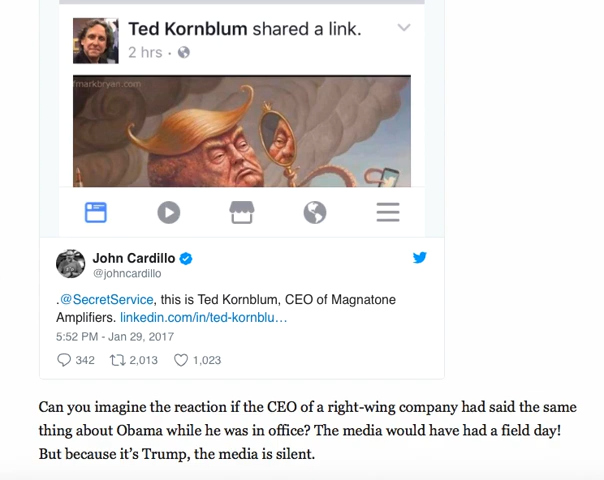 Ted Kornblum shared a link.
2 hrs ·
markbryan.com
John Cardillo
@johncardillo
.@SecretService, this is Ted Kornblum, CEO of Magnatone
Amplifiers. linkedin.com/in/ted-kornblu…
5:52 PM - Jan 29, 2017
342 2,013 1,023
Can you imagine the reaction if the CEO of a right-wing company had said the same
thing about Obama while he was in office? The media would have had a field day!
But because it’s Trump, the media is silent.